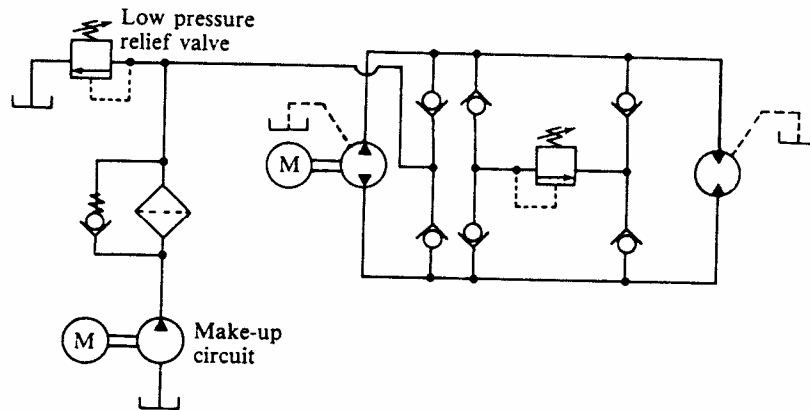 Low pressure
relief valve
M
M
Make-up
circuit